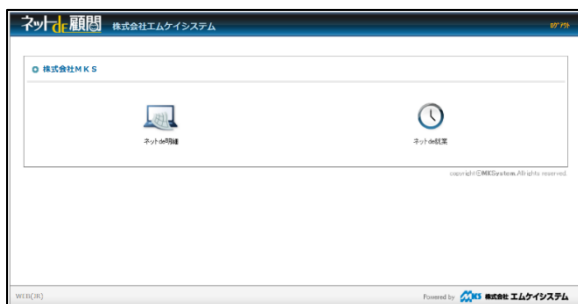 ネットde顧問 株式会社エムケイシステム
ログアウト
株式会社MKS
ネットde明細
ネットde就業
copyright ©MKSystem. All rights reserved.
WEB(IK)
Powered by MKS 株式会社 エムケイシステム